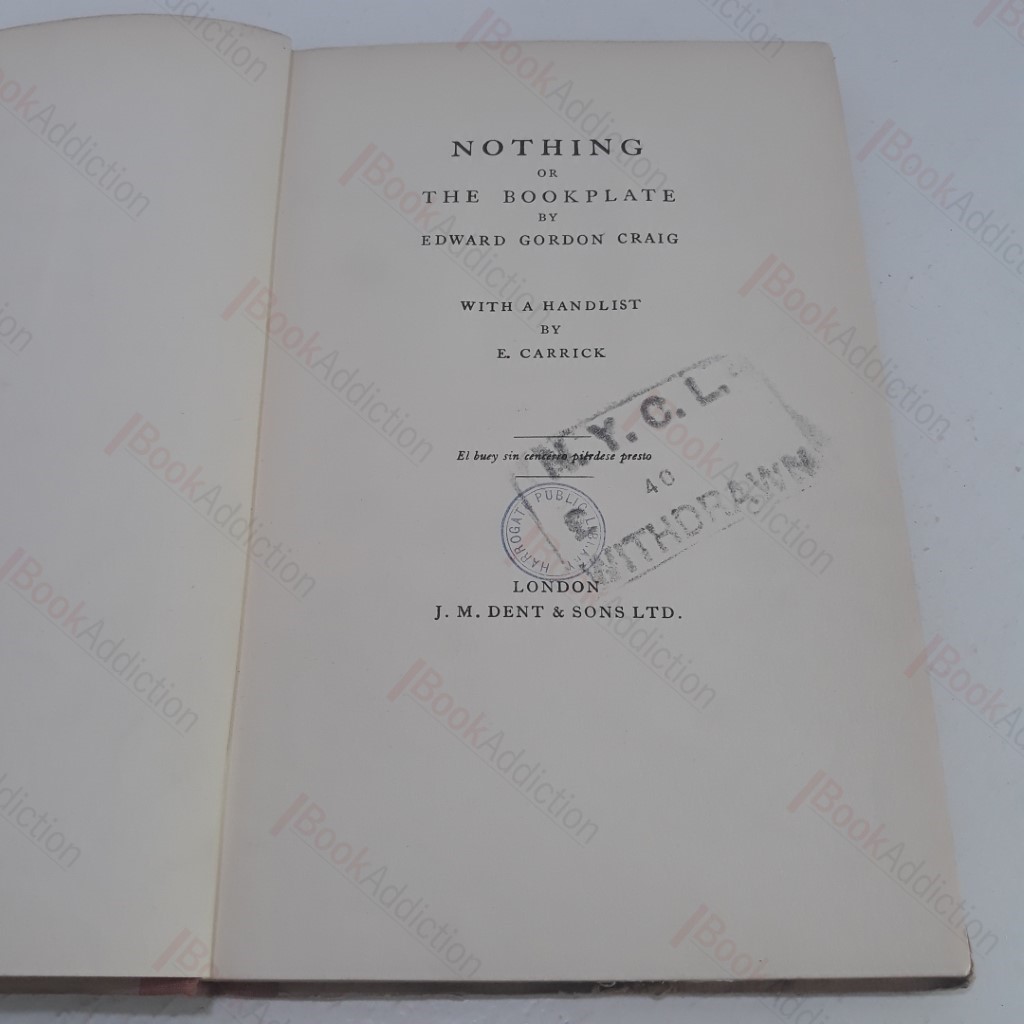 NOTHING
OR
THE BOOKPLATE
BY
EDWARD GORDON CRAIG
WITH A HANDLIST
BY
E. CARRICK
El buey sin cencerro piérdese presto
N.Y.C.L.
40
WITHDRAWN
HARROGATE PUBLIC LIBRARY
LONDON
J. M. DENT & SONS LTD.
BookAddiction